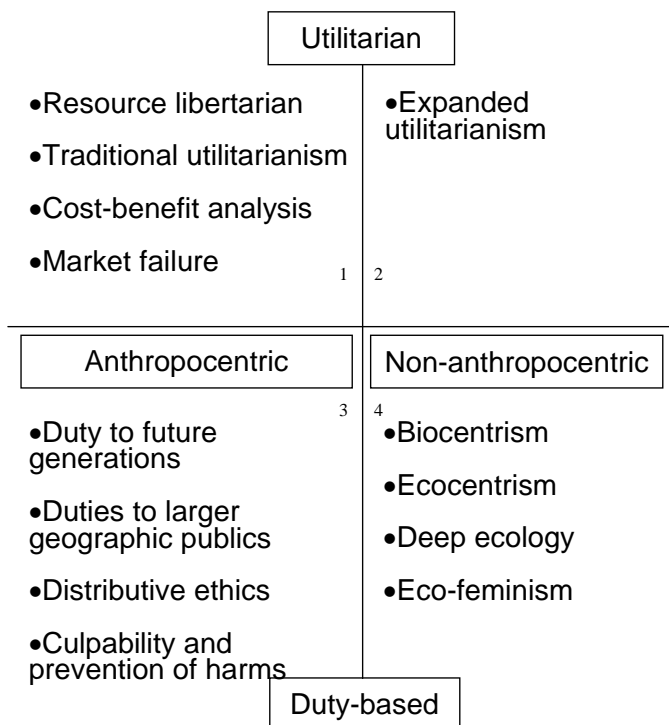 Utilitarian
•Resource libertarian
•Traditional utilitarianism
•Cost-benefit analysis
•Market failure
1
•Expanded
utilitarianism
2
Anthropocentric
Non-anthropocentric
3
•Duty to future
generations
•Duties to larger
geographic publics
•Distributive ethics
•Culpability and
prevention of harms
4
•Biocentrism
•Ecocentrism
•Deep ecology
•Eco-feminism
Duty-based